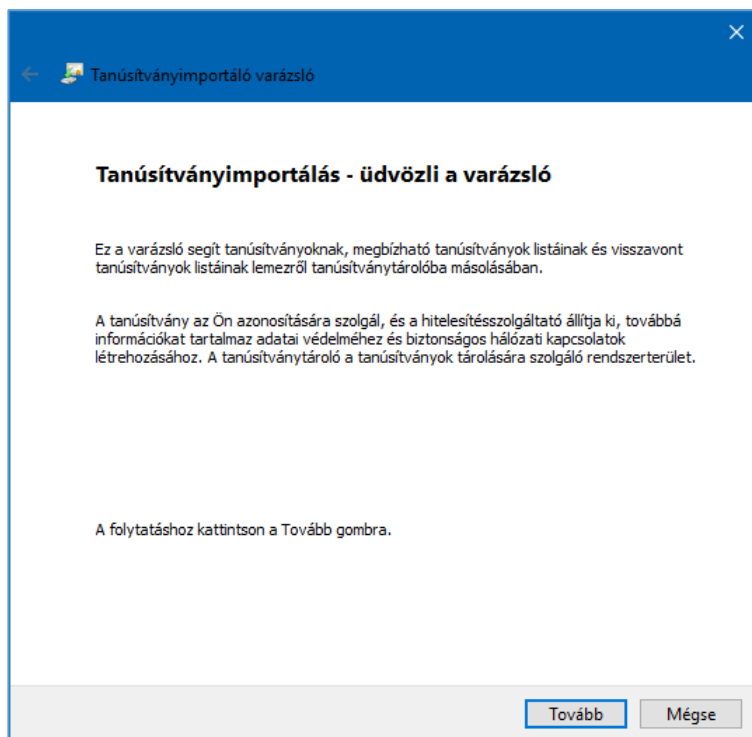 Tanúsítványimportáló varázsló
Tanúsítványimportálás - üdvözli a varázsló
Ez a varázsló segít tanúsítványoknak, megbízható tanúsítványok listáinak és visszavont
tanúsítványok listáinak lemezről tanúsítványtárolóba másolásában.
A tanúsítvány az Ön azonosítására szolgál, és a hitelesítésszolgáltató állítja ki, továbbá
információkat tartalmaz adatai védelméhez és biztonságos hálózati kapcsolatok
létrehozásához. A tanúsítványtároló a tanúsítványok tárolására szolgáló rendszerterület.
A folytatáshoz kattintson a Tovább gombra.
Tovább
Mégse